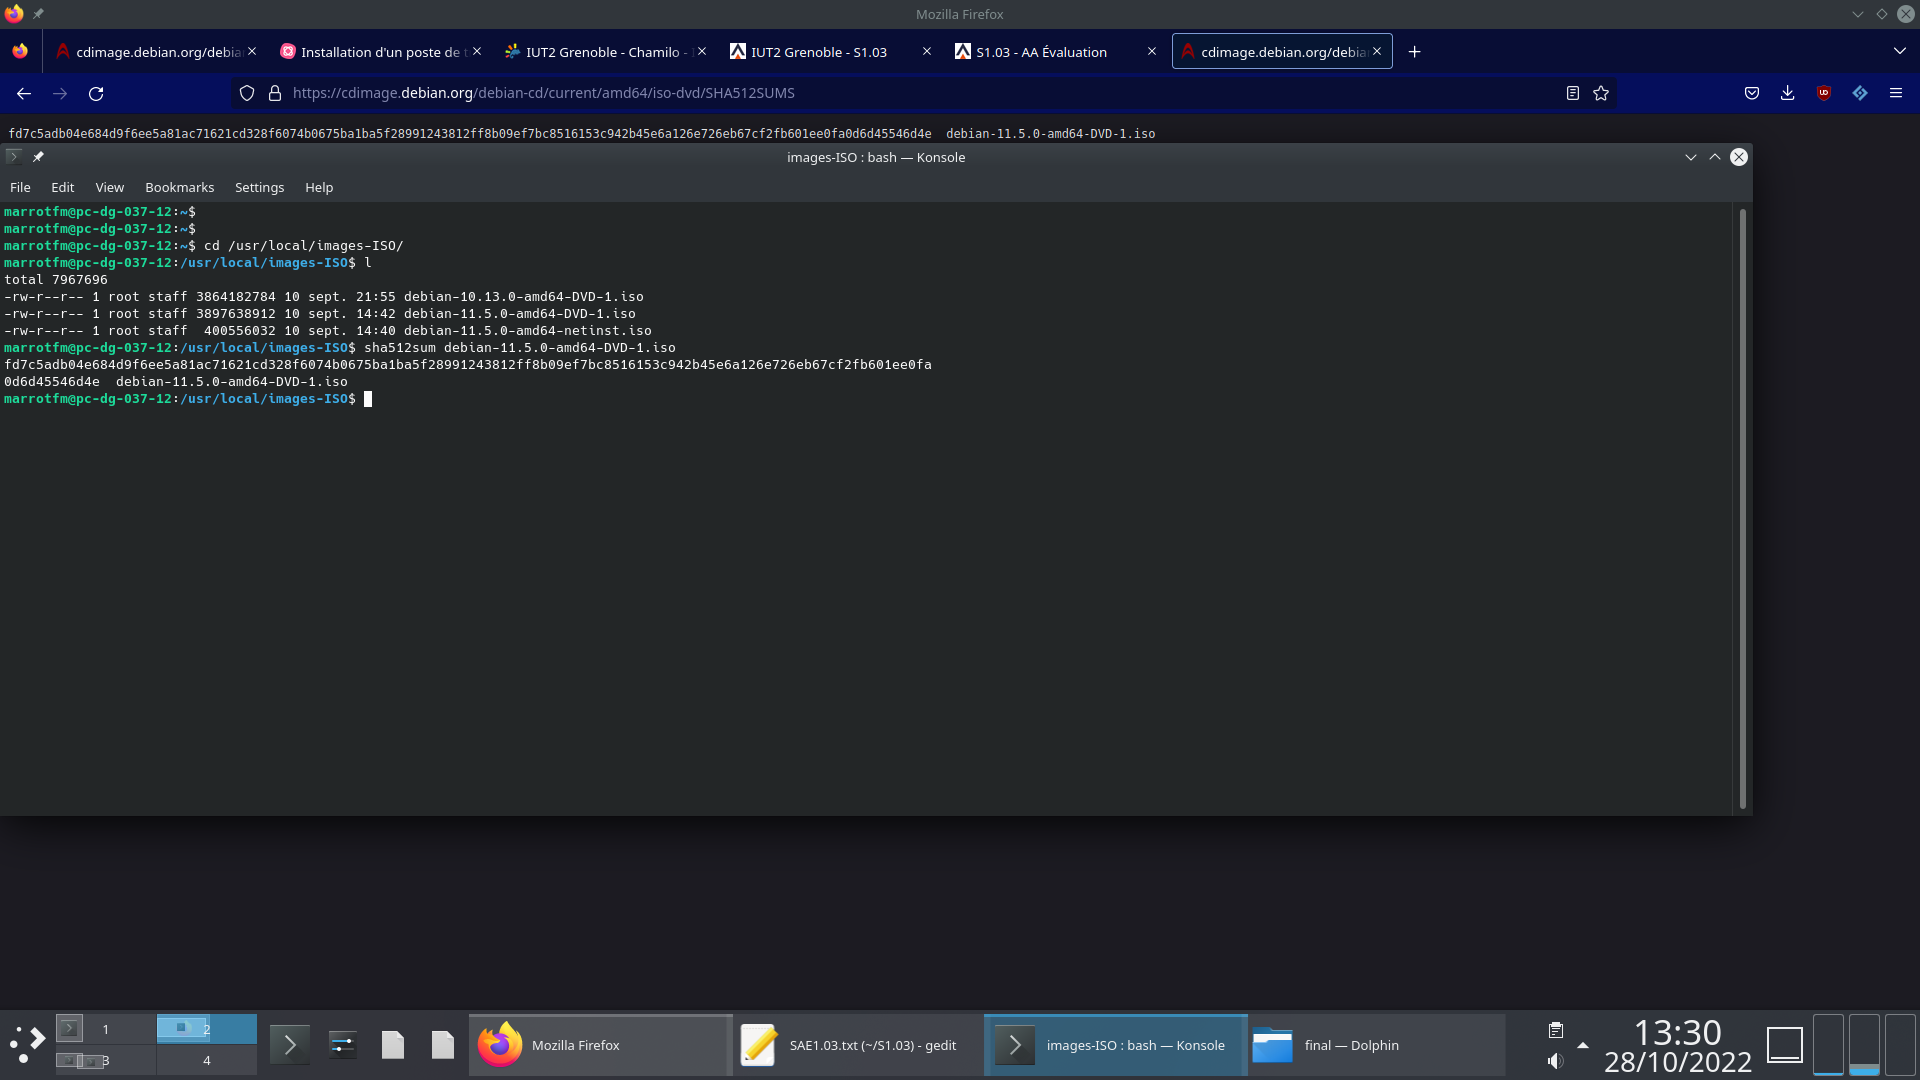 Mozilla Firefox
cdimage.debian.org/debia
Installation d'un poste de t
IUT2 Grenoble - Chamilo -
IUT2 Grenoble - S1.03
S1.03 - AA Évaluation
cdimage.debian.org/debia
https://cdimage.debian.org/debian-cd/current/amd64/iso-dvd/SHA512SUMS
fd7c5adb04e684d9f6ee5a81ac71621cd328f6074b0675ba1ba5f28991243812ff8b09ef7bc8516153c942b45e6a126e726eb67cf2fb601ee0fa0d6d45546d4e  debian-11.5.0-amd64-DVD-1.iso
images-ISO : bash — Konsole
File Edit View Bookmarks Settings Help
marrotfm@pc-dg-037-12:~$
marrotfm@pc-dg-037-12:~$
marrotfm@pc-dg-037-12:~$ cd /usr/local/images-ISO/
marrotfm@pc-dg-037-12:/usr/local/images-ISO$ l
total 7967696
-rw-r--r-- 1 root staff 3864182784 10 sept. 21:55 debian-10.13.0-amd64-DVD-1.iso
-rw-r--r-- 1 root staff 3897638912 10 sept. 14:42 debian-11.5.0-amd64-DVD-1.iso
-rw-r--r-- 1 root staff  400556032 10 sept. 14:40 debian-11.5.0-amd64-netinst.iso
marrotfm@pc-dg-037-12:/usr/local/images-ISO$ sha512sum debian-11.5.0-amd64-DVD-1.iso
fd7c5adb04e684d9f6ee5a81ac71621cd328f6074b0675ba1ba5f28991243812ff8b09ef7bc8516153c942b45e6a126e726eb67cf2fb601ee0fa
0d6d45546d4e  debian-11.5.0-amd64-DVD-1.iso
marrotfm@pc-dg-037-12:/usr/local/images-ISO$
1 2
3 4
Mozilla Firefox
SAE1.03.txt (~/S1.03) - gedit
images-ISO : bash — Konsole
final — Dolphin
13:30
28/10/2022